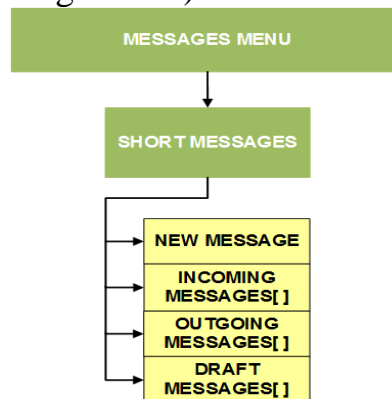 MESSAGES MENU
SHORT MESSAGES
NEW MESSAGE
INCOMING
MESSAGES[ ]
OUTGOING
MESSAGES[ ]
DRAFT
MESSAGES[ ]